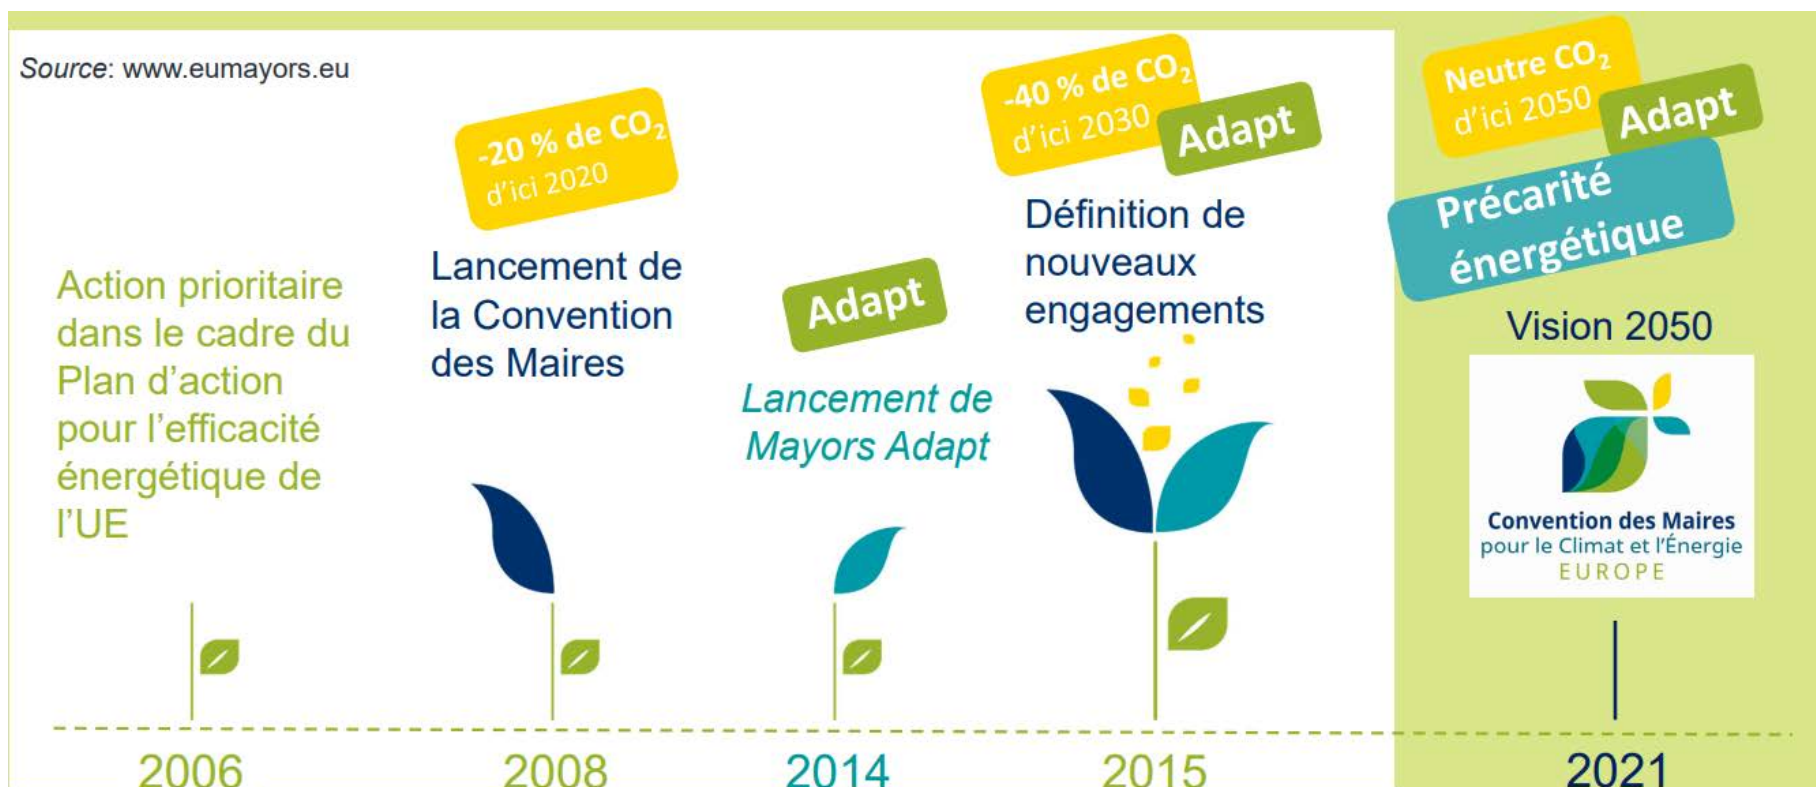 Source: www.eumayors.eu
Action prioritaire
dans le cadre du
Plan d’action
pour l’efficacité
énergétique de
l’UE
2006
-20 % de CO₂
d’ici 2020
Lancement de
la Convention
des Maires
2008
Adapt
Lancement de
Mayors Adapt
2014
-40 % de CO₂
d’ici 2030
Adapt
Définition de
nouveaux
engagements
2015
Neutre CO₂
d’ici 2050
Adapt
Précarité
énergétique
Vision 2050
Convention des Maires
pour le Climat et l’Énergie
EUROPE
2021